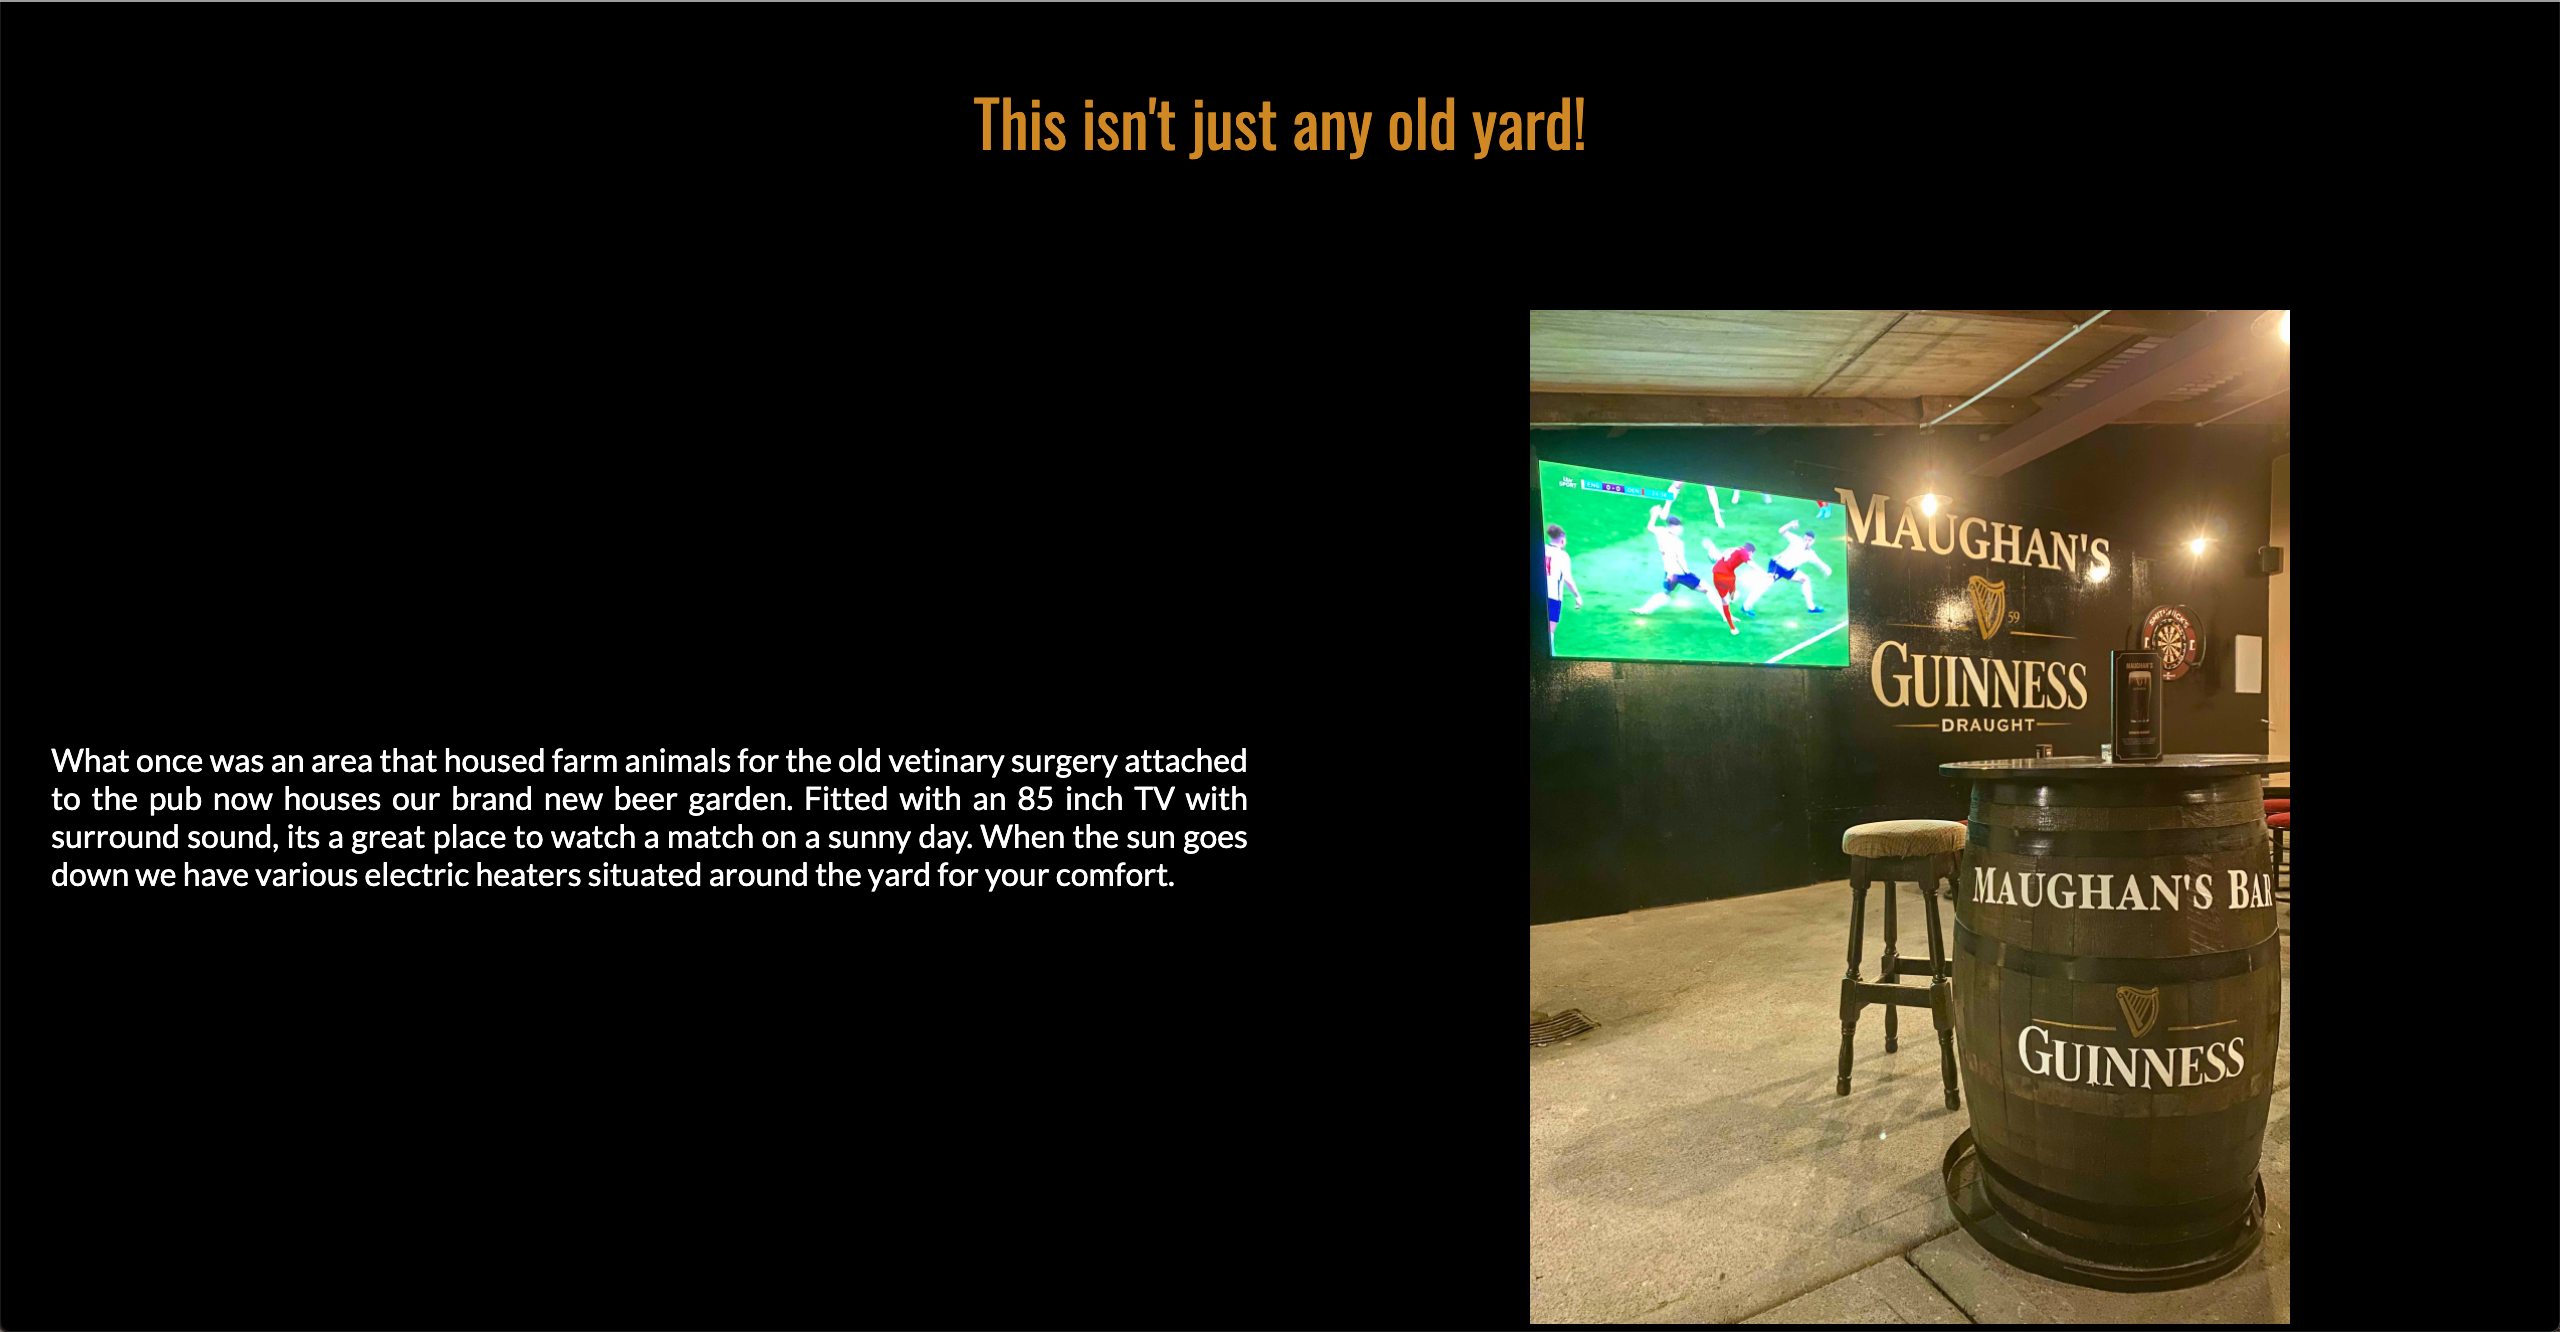 This isn't just any old yard!
What once was an area that housed farm animals for the old vetinary surgery attached
to the pub now houses our brand new beer garden. Fitted with an 85 inch TV with
surround sound, its a great place to watch a match on a sunny day. When the sun goes
down we have various electric heaters situated around the yard for your comfort.
SPORT
MAUGHAN'S
59
GUINNESS
DRAUGHT
MAUGHAN'S BAR
GUINNESS